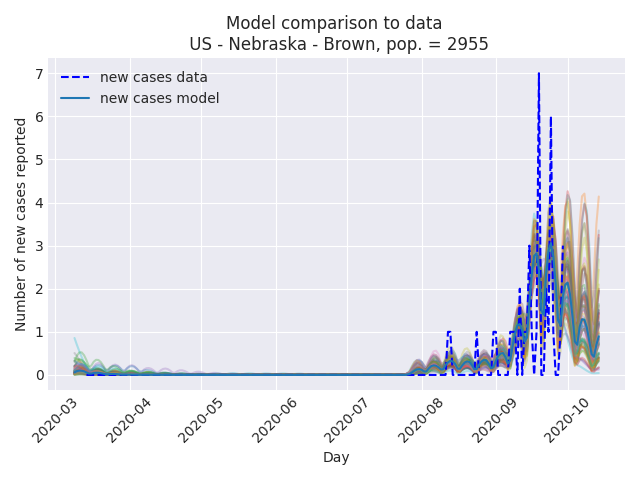 Model comparison to data
US - Nebraska - Brown, pop. = 2955
new cases data
new cases model
Number of new cases reported
7
6
5
4
3
2
1
0
2020-03
2020-04
2020-05
2020-06
2020-07
2020-08
2020-09
2020-10
Day